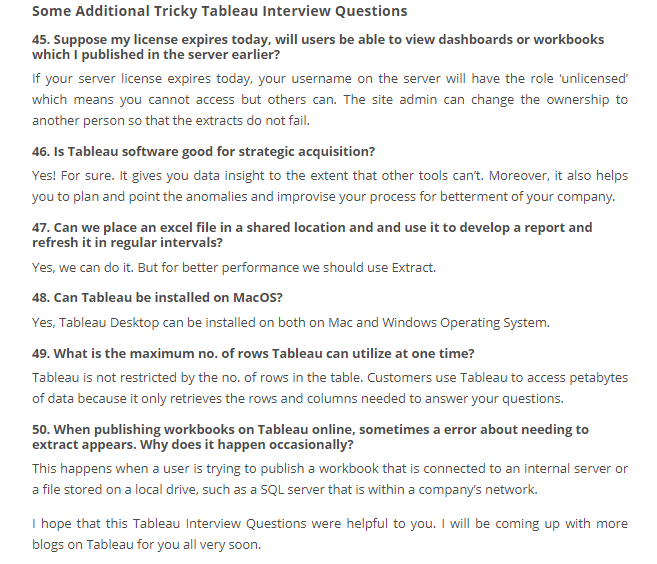 Some Additional Tricky Tableau Interview Questions
45. Suppose my license expires today, will users be able to view dashboards or workbooks
which I published in the server earlier?
If your server license expires today, your username on the server will have the role ‘unlicensed’
which means you cannot access but others can. The site admin can change the ownership to
another person so that the extracts do not fail.
46. Is Tableau software good for strategic acquisition?
Yes! For sure. It gives you data insight to the extent that other tools can’t. Moreover, it also helps
you to plan and point the anomalies and improvise your process for betterment of your company.
47. Can we place an excel file in a shared location and and use it to develop a report and
refresh it in regular intervals?
Yes, we can do it. But for better performance we should use Extract.
48. Can Tableau be installed on MacOS?
Yes, Tableau Desktop can be installed on both on Mac and Windows Operating System.
49. What is the maximum no. of rows Tableau can utilize at one time?
Tableau is not restricted by the no. of rows in the table. Customers use Tableau to access petabytes
of data because it only retrieves the rows and columns needed to answer your questions.
50. When publishing workbooks on Tableau online, sometimes a error about needing to
extract appears. Why does it happen occasionally?
This happens when a user is trying to publish a workbook that is connected to an internal server or
a file stored on a local drive, such as a SQL server that is within a company’s network.
I hope that this Tableau Interview Questions were helpful to you. I will be coming up with more
blogs on Tableau for you all very soon.